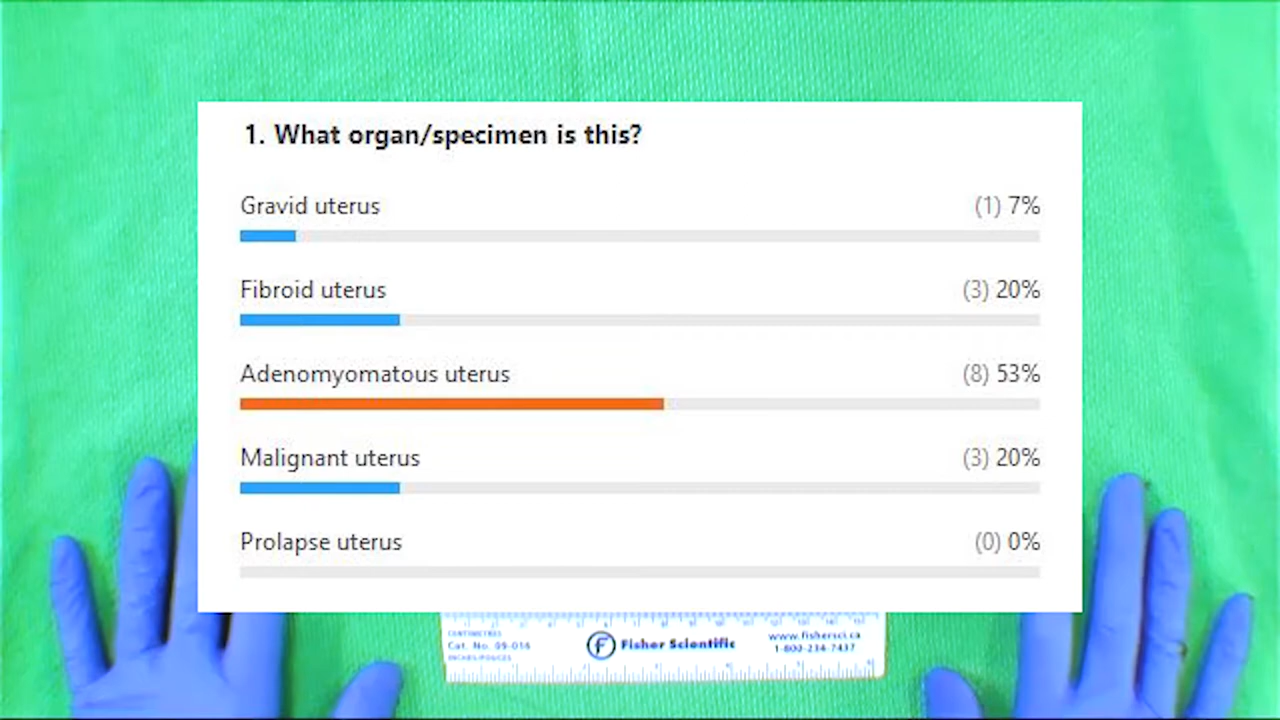 1. What organ/specimen is this?
Gravid uterus (1) 7%
Fibroid uterus (3) 20%
Adenomyomatous uterus (8) 53%
Malignant uterus (3) 20%
Prolapse uterus (0) 0%
CENTIMETRES
Cat. No. 09-016
INCHES/POUCES
F Fisher Scientific
www.fishersci.ca
1-800-234-7437